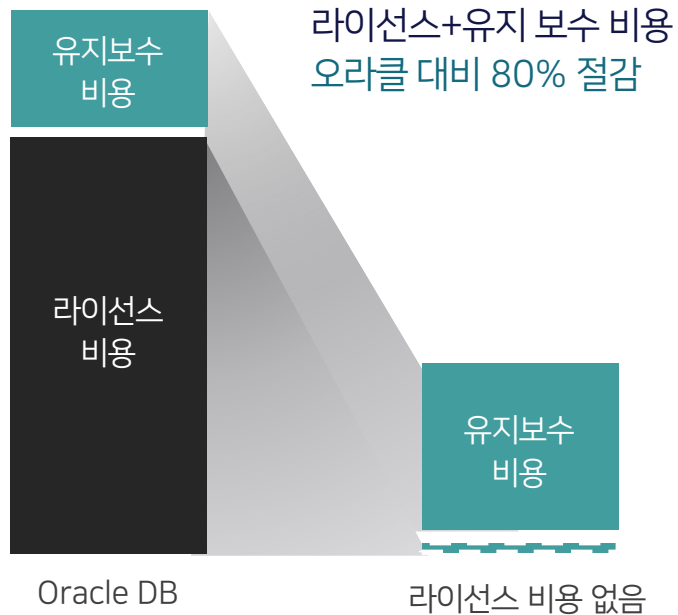 라이선스+유지 보수 비용
오라클 대비 80% 절감
유지보수
비용
라이선스
비용
유지보수
비용
Oracle DB
라이선스 비용 없음